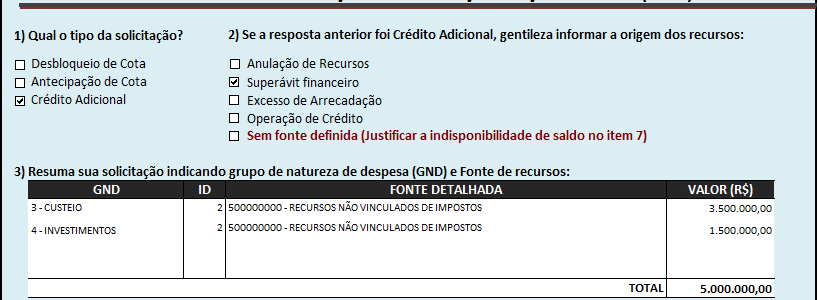 1) Qual o tipo da solicitação?
Desbloqueio de Cota
Antecipação de Cota
Crédito Adicional
2) Se a resposta anterior foi Crédito Adicional, gentileza informar a origem dos recursos:
Anulação de Recursos
Superávit financeiro
Excesso de Arrecadação
Operação de Crédito
Sem fonte definida (Justificar a indisponibilidade de saldo no item 7)
3) Resuma sua solicitação indicando grupo de natureza de despesa (GND) e Fonte de recursos:
GND ID FONTE DETALHADA VALOR (R$)
3 - CUSTEIO 2 500000000 - RECURSOS NÃO VINCULADOS DE IMPOSTOS 3.500.000,00
4 - INVESTIMENTOS 2 500000000 - RECURSOS NÃO VINCULADOS DE IMPOSTOS 1.500.000,00
TOTAL 5.000.000,00